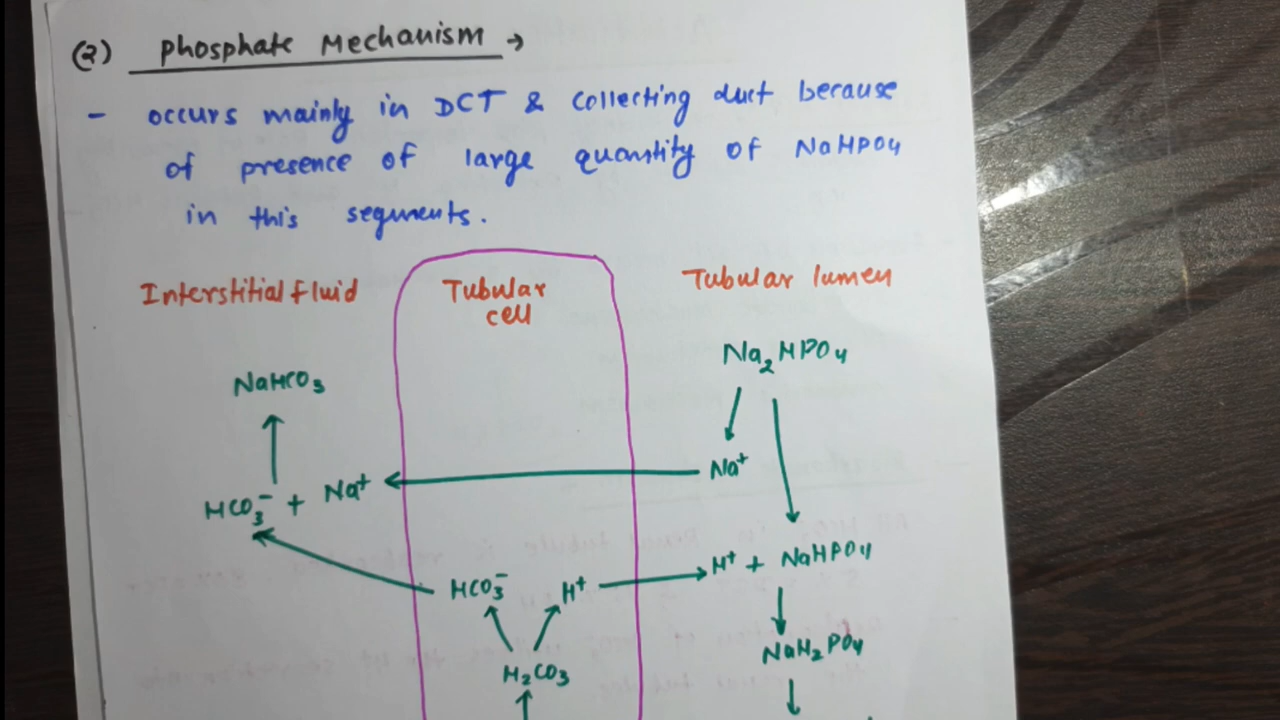 (2) Phosphate Mechanism →
- occurs mainly in DCT & collecting duct because
of presence of large quantity of NaHPO4
in this segments.
Interstitial fluid
Tubular cell
Tubular lumen
Na2HPO4
NaHCO3
Na+
HCO3- + Na+
H+ + NaHPO4
HCO3- H+
NaH2PO4
H2CO3